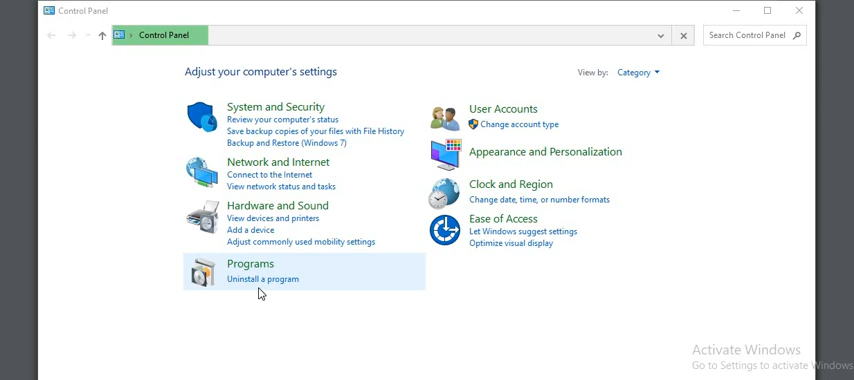 Control Panel
Control Panel
Search Control Panel
Adjust your computer's settings
View by: Category
System and Security
Review your computer's status
Save backup copies of your files with File History
Backup and Restore (Windows 7)
Network and Internet
Connect to the Internet
View network status and tasks
Hardware and Sound
View devices and printers
Add a device
Adjust commonly used mobility settings
Programs
Uninstall a program
User Accounts
Change account type
Appearance and Personalization
Clock and Region
Change date, time, or number formats
Ease of Access
Let Windows suggest settings
Optimize visual display
Activate Windows
Go to Settings to activate Windows